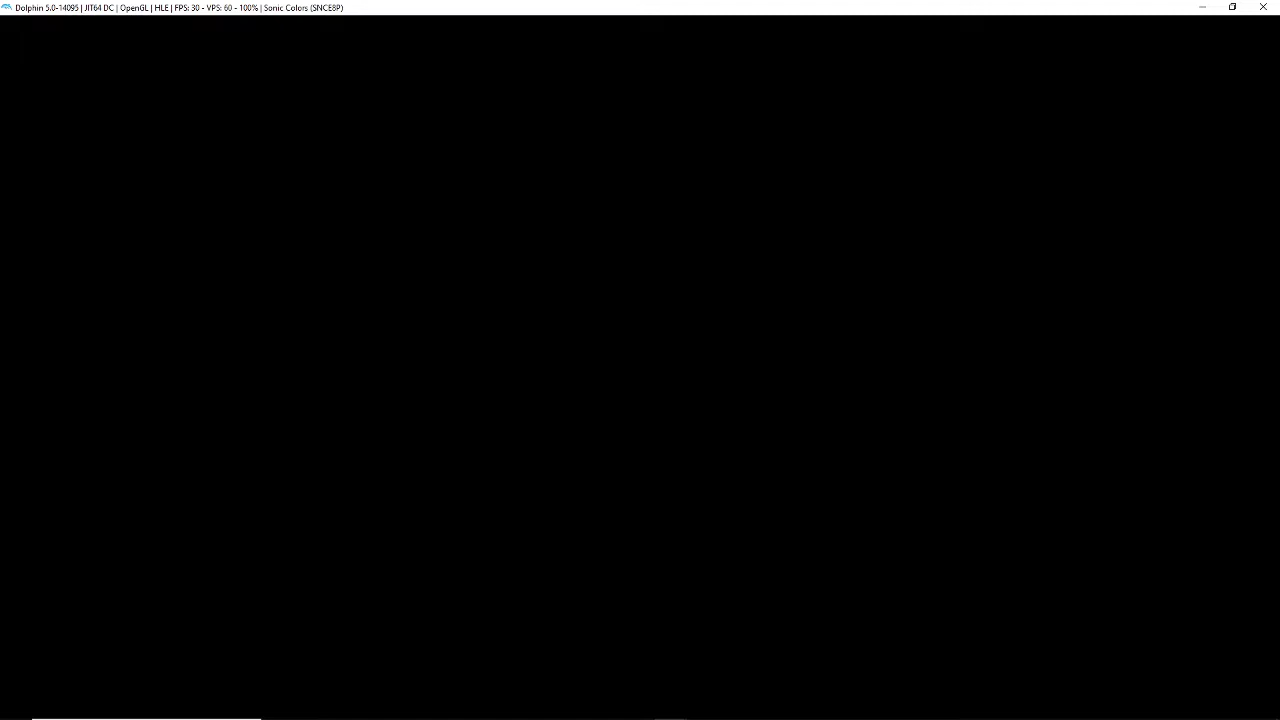 Dolphin 5.0-14095 | JIT64 DC | OpenGL | HLE | FPS: 30 - VPS: 60 - 100% | Sonic Colors (SNCE8P)